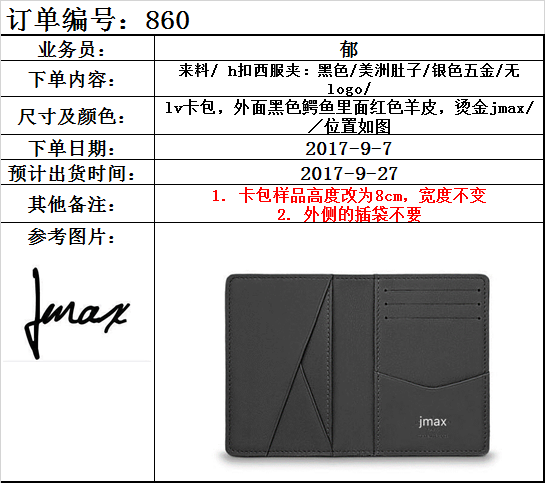 订单编号：860
业务员：
郁
下单内容：
来料/ h扣西服夹：黑色/美洲肚子/银色五金/无
logo/
尺寸及颜色：
lv卡包，外面黑色鳄鱼里面红色羊皮，烫金jmax/
/位置如图
下单日期：
2017-9-7
预计出货时间：
2017-9-27
其他备注：
1. 卡包样品高度改为8cm，宽度不变
2. 外侧的插袋不要
参考图片：
jmax
jmax